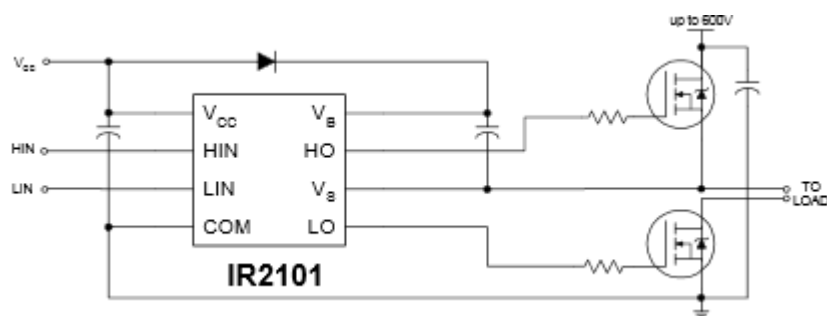 up to 600V
VCC
VCC VB
HIN HIN HO
LIN LIN VS TO
LOAD
COM LO
IR2101